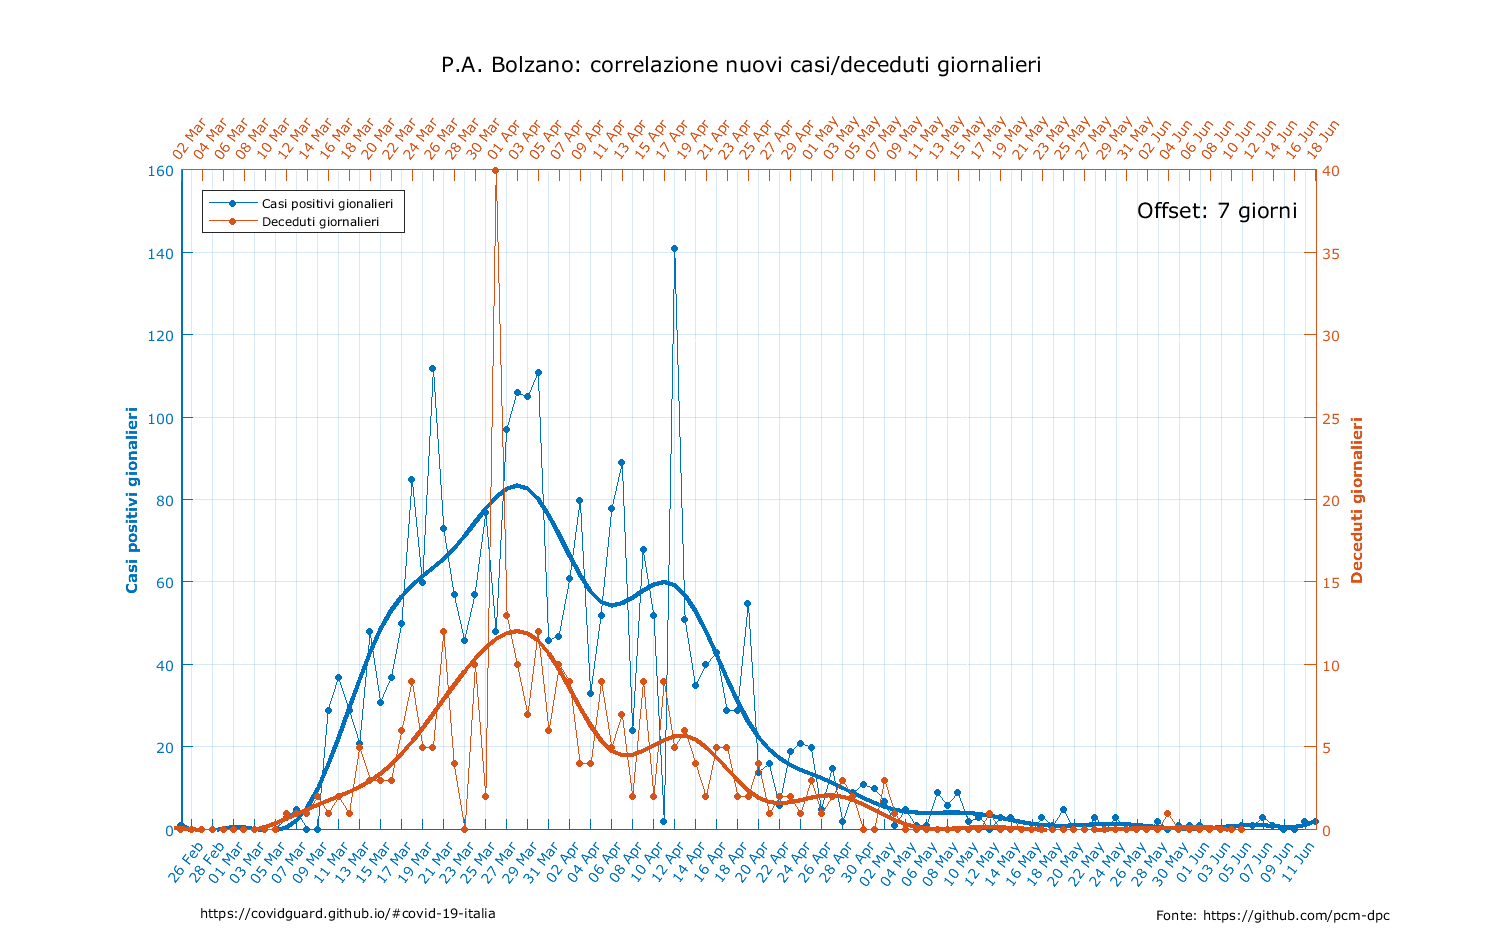 P.A. Bolzano: correlazione nuovi casi/deceduti giornalieri
02 Mar 04 Mar 06 Mar 08 Mar 10 Mar 12 Mar 14 Mar 16 Mar 18 Mar 20 Mar 22 Mar 24 Mar 26 Mar 28 Mar 30 Mar 01 Apr 03 Apr 05 Apr 07 Apr 09 Apr 11 Apr 13 Apr 15 Apr 17 Apr 19 Apr 21 Apr 23 Apr 25 Apr 27 Apr 29 Apr 01 May 03 May 05 May 07 May 09 May 11 May 13 May 15 May 17 May 19 May 21 May 23 May 25 May 27 May 29 May 31 May 02 Jun 04 Jun 06 Jun 08 Jun 10 Jun 12 Jun 14 Jun 16 Jun 18 Jun
160
140
120
100
80
60
40
20
0
Casi positivi gionalieri
Casi positivi gionalieri
Deceduti giornalieri
Offset: 7 giorni
40
35
30
25
20
15
10
5
0
Deceduti giornalieri
26 Feb 28 Feb 01 Mar 03 Mar 05 Mar 07 Mar 09 Mar 11 Mar 13 Mar 15 Mar 17 Mar 19 Mar 21 Mar 23 Mar 25 Mar 27 Mar 29 Mar 31 Mar 02 Apr 04 Apr 06 Apr 08 Apr 10 Apr 12 Apr 14 Apr 16 Apr 18 Apr 20 Apr 22 Apr 24 Apr 26 Apr 28 Apr 30 Apr 02 May 04 May 06 May 08 May 10 May 12 May 14 May 16 May 18 May 20 May 22 May 24 May 26 May 28 May 30 May 01 Jun 03 Jun 05 Jun 07 Jun 09 Jun 11 Jun
https://covidguard.github.io/#covid-19-italia
Fonte: https://github.com/pcm-dpc